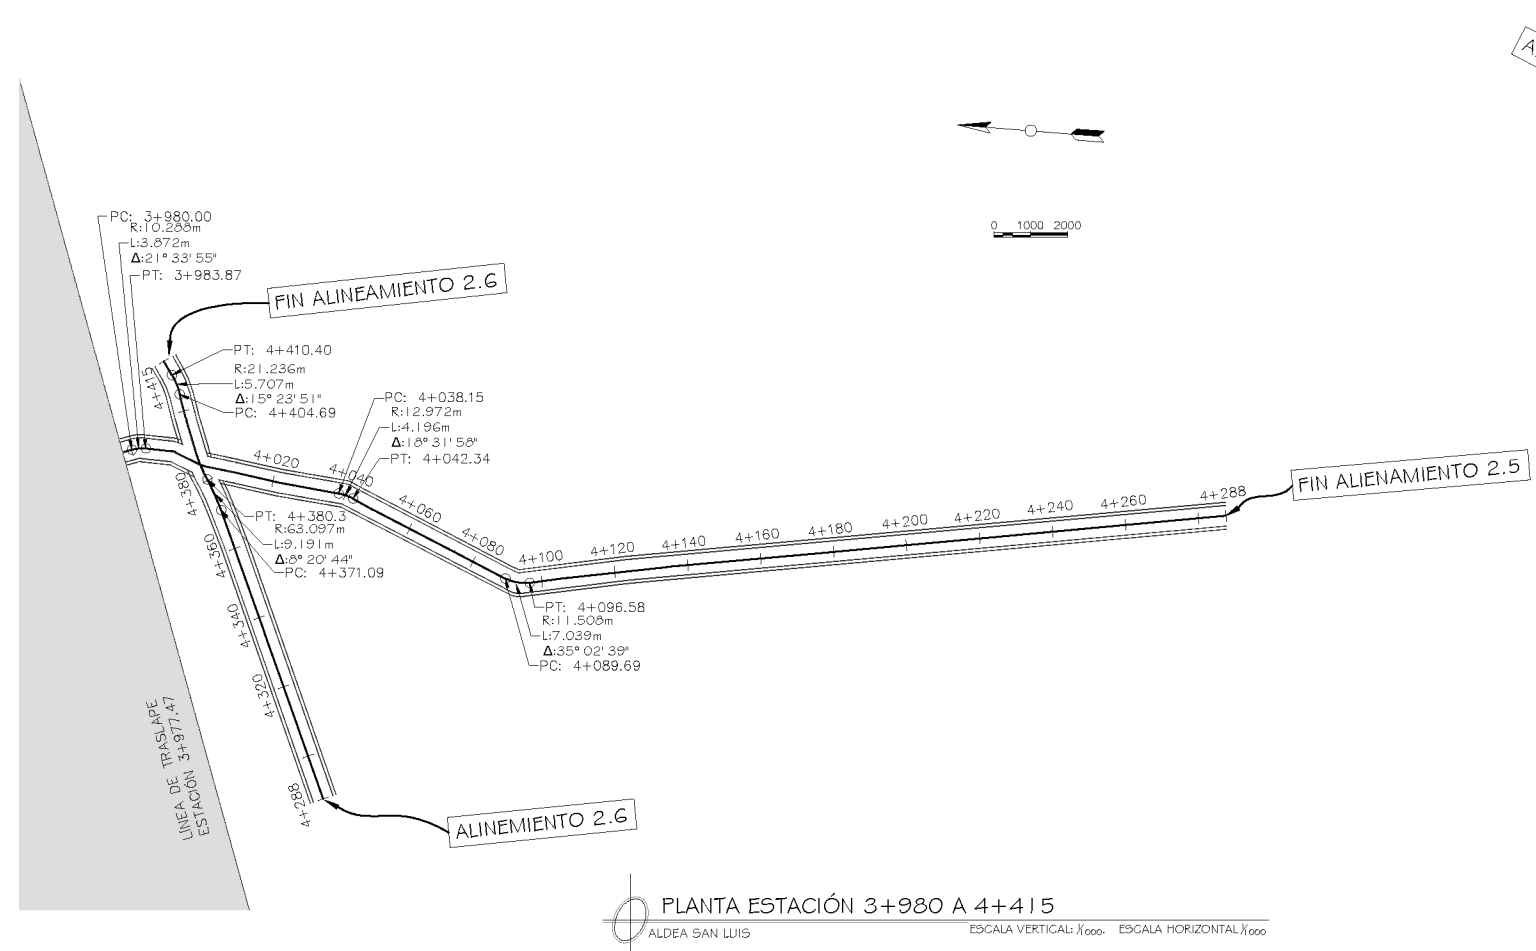 0 1000 2000
PC: 3+980.00
R:10.288m
L:3.872m
Δ:21° 33' 55"
PT: 3+983.87
FIN ALINEAMIENTO 2.6
PT: 4+410.40
R:21.236m
L:5.707m
Δ:15° 23' 51"
PC: 4+404.69
4+415
PC: 4+038.15
R:12.972m
L:4.196m
Δ:18° 31' 58"
PT: 4+042.34
4+020
4+040
4+060
4+080
4+100
4+120
4+140
4+160
4+180
4+200
4+220
4+240
4+260
4+288
FIN ALIENAMIENTO 2.5
4+380
PT: 4+380.3
R:63.097m
L:9.191m
Δ:8° 20' 44"
PC: 4+371.09
4+360
4+340
4+320
4+288
PT: 4+096.58
R:11.508m
L:7.039m
Δ:35° 02' 39"
PC: 4+089.69
LÍNEA DE TRASLAPE
ESTACIÓN 3+977.47
ALINEMIENTO 2.6
PLANTA ESTACIÓN 3+980 A 4+415
ALDEA SAN LUIS
ESCALA VERTICAL: 1/1000. ESCALA HORIZONTAL 1/1000